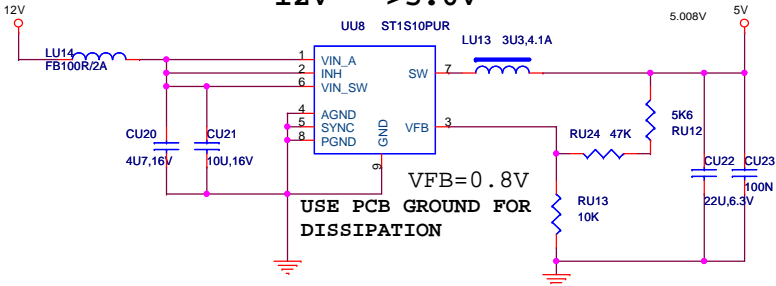 12V ->5.0V
12V
5.008V
5V
UU8 ST1S10PUR
LU14
FB100R/2A
LU13 3U3,4.1A
1 VIN_A
2 INH
6 VIN_SW
4 AGND
5 SYNC
8 PGND
GND
9
SW 7
VFB 3
CU20
4U7,16V
CU21
10U,16V
5K6
RU12
RU24 47K
RU13
10K
CU22
22U,6.3V
CU23
100N
VFB=0.8V
USE PCB GROUND FOR
DISSIPATION